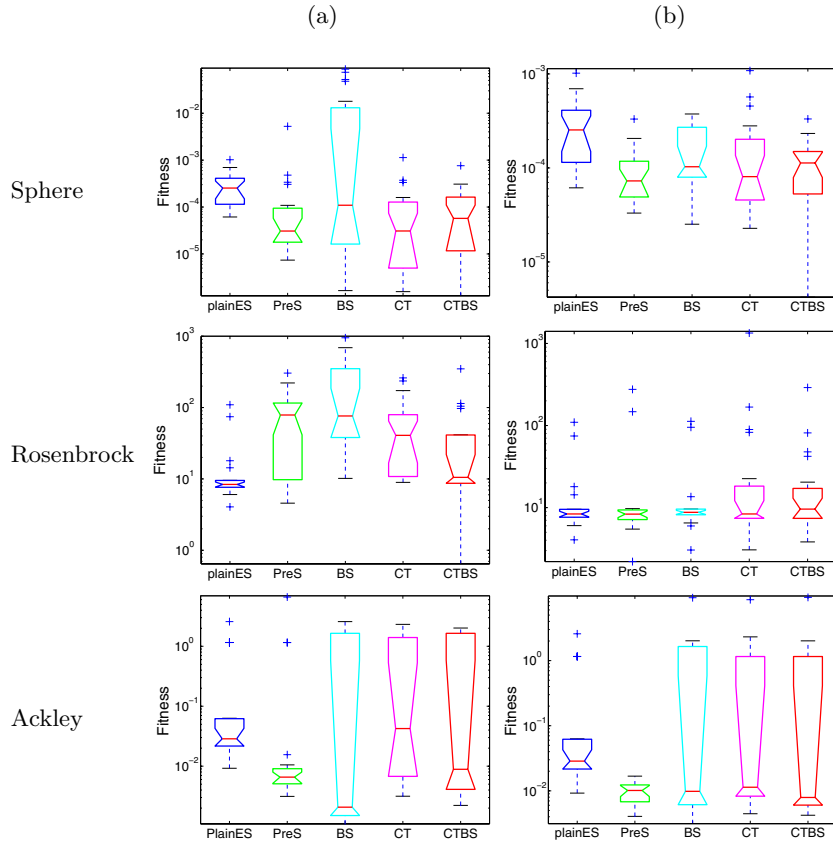 (a) (b)
Sphere
Fitness
10^-2
10^-3
10^-4
10^-5
plainES PreS BS CT CTBS
Fitness
10^-3
10^-4
10^-5
plainES PreS BS CT CTBS
Rosenbrock
Fitness
10^3
10^2
10^1
10^0
plainES PreS BS CT CTBS
Fitness
10^3
10^2
10^1
plainES PreS BS CT CTBS
Ackley
Fitness
10^0
10^-1
10^-2
PlainES PreS BS CT CTBS
Fitness
10^0
10^-1
10^-2
plainES PreS BS CT CTBS